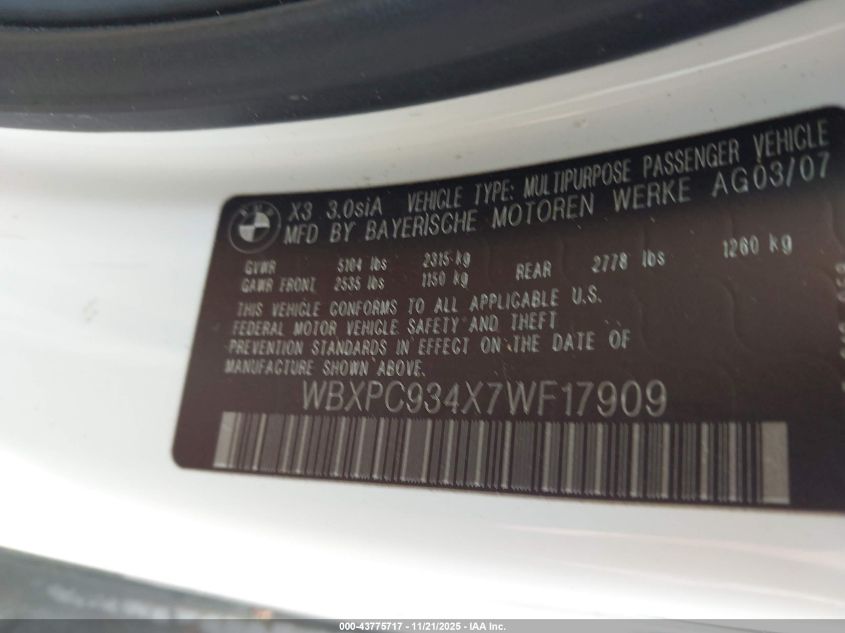 X3 3.0siA VEHICLE TYPE: MULTIPURPOSE PASSENGER VEHICLE
MFD BY BAYERISCHE MOTOREN WERKE AG 03/07
GVWR 5104 lbs 2315 kg
GAWR FRONT 2535 lbs 1150 kg REAR 2778 lbs 1260 kg
THIS VEHICLE CONFORMS TO ALL APPLICABLE U.S.
FEDERAL MOTOR VEHICLE SAFETY AND THEFT
PREVENTION STANDARDS IN EFFECT ON THE DATE OF
MANUFACTURE SHOWN ABOVE.
WBXPC934X7WF17909
000-43775717 - 11/21/2025 - IAA Inc.